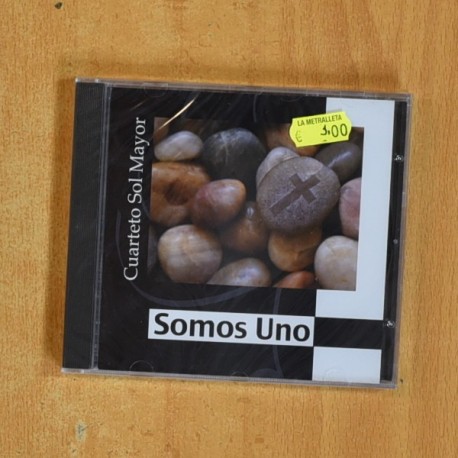 LA METRALLETA
€ 3,00
Cuarteto Sol Mayor
Somos Uno